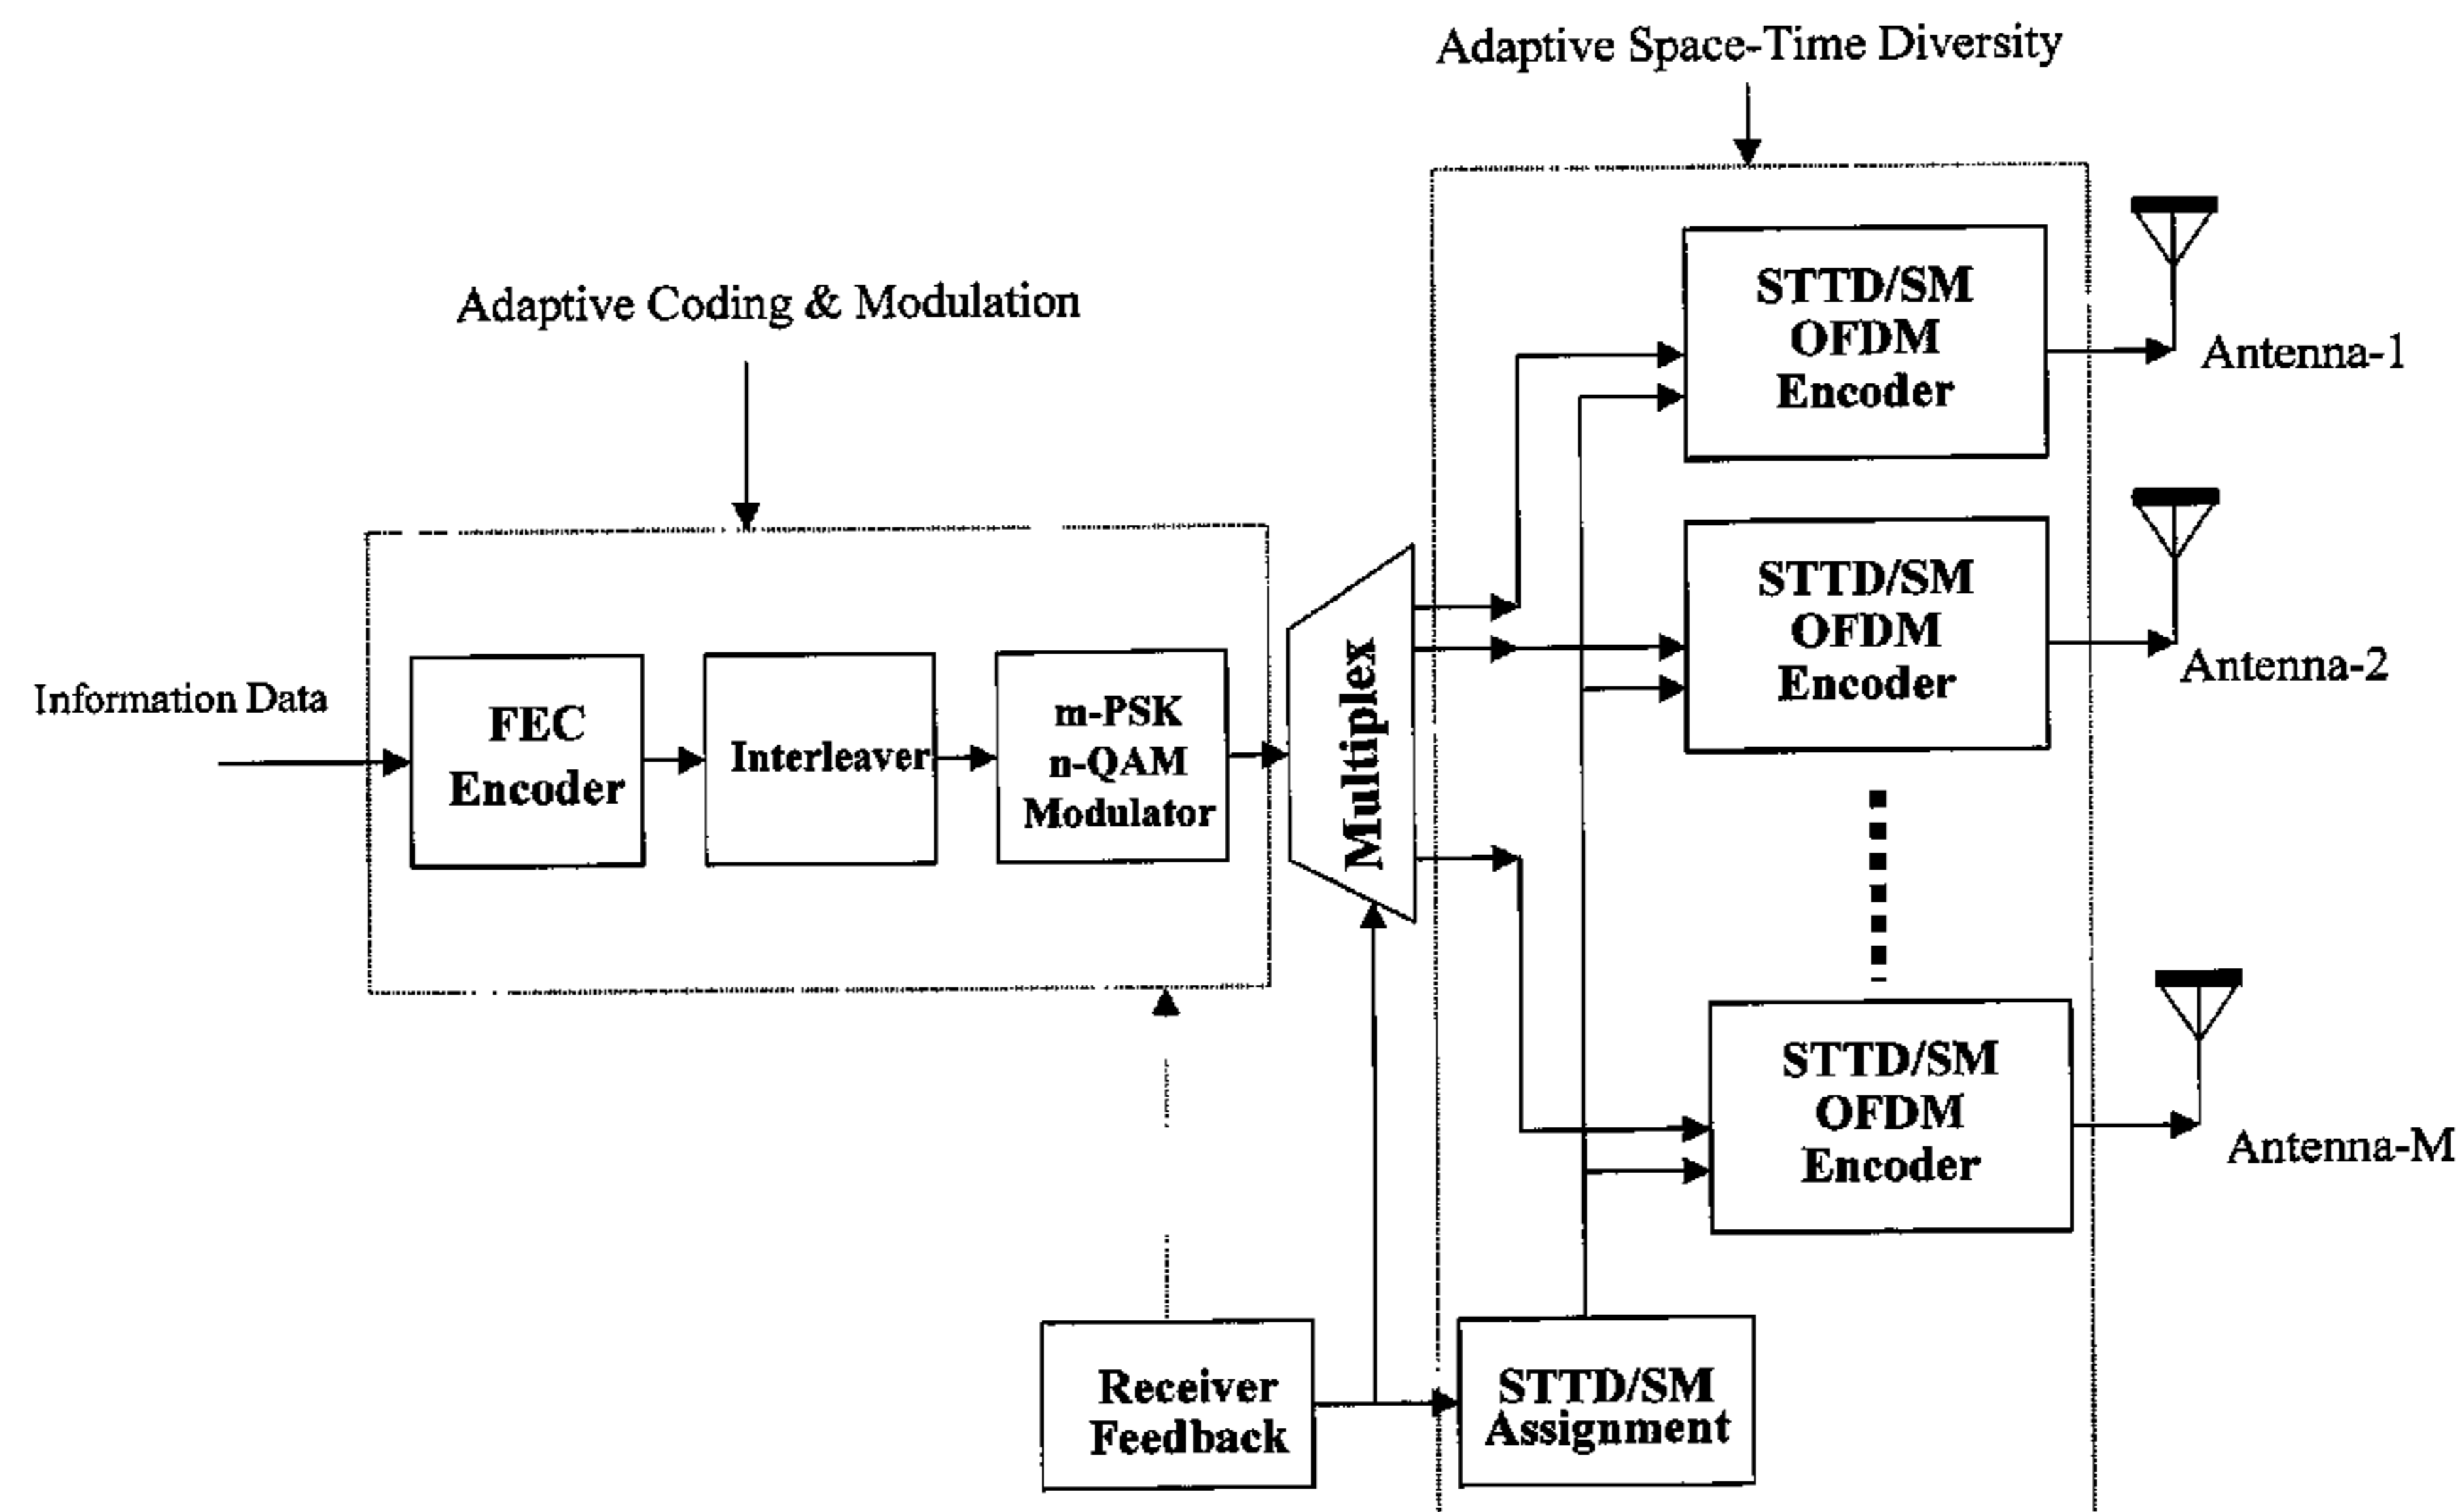 Adaptive Space-Time Diversity
Adaptive Coding & Modulation
STTD/SM
OFDM
Encoder
Antenna-1
STTD/SM
OFDM
Encoder
Antenna-2
Information Data
FEC
Encoder
Interleaver
m-PSK
n-QAM
Modulator
Multiplex
STTD/SM
OFDM
Encoder
Antenna-M
Receiver
Feedback
STTD/SM
Assignment